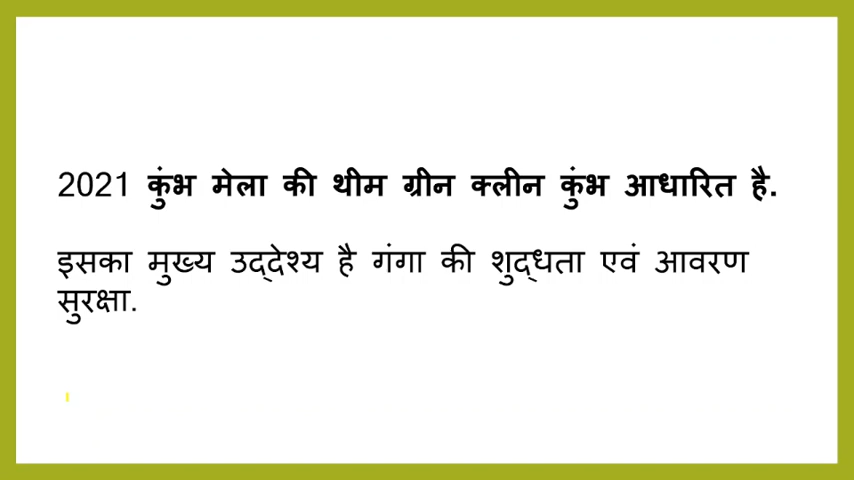 2021 कुंभ मेला की थीम ग्रीन क्लीन कुंभ आधारित है.
इसका मुख्य उद्देश्य है गंगा की शुद्धता एवं आवरण
सुरक्षा.